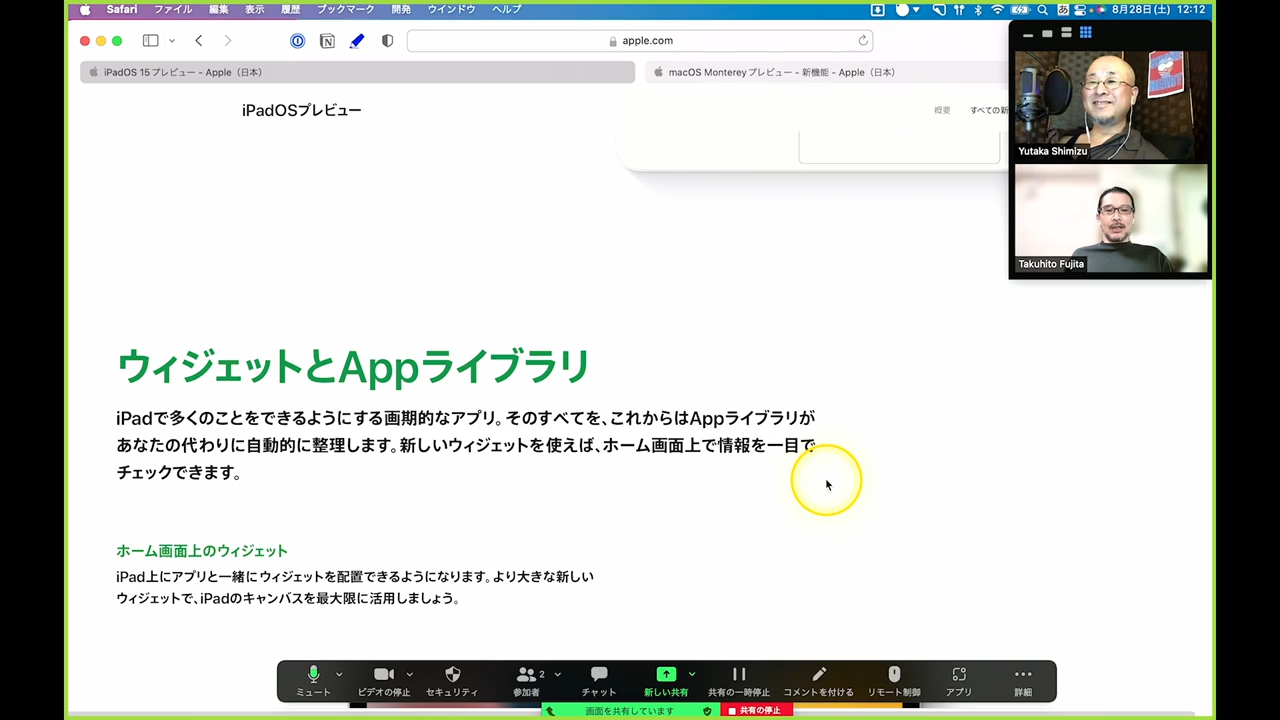 Safari ファイル 編集 表示 履歴 ブックマーク 開発 ウインドウ ヘルプ
あ 8月28日(土) 12:12
apple.com
iPadOS 15プレビュー - Apple（日本）
macOS Montereyプレビュー - 新機能 - Apple（日本）
iPadOSプレビュー
概要 すべての新
Yutaka Shimizu
Takuhito Fujita
ウィジェットとAppライブラリ
iPadで多くのことをできるようにする画期的なアプリ。そのすべてを、これからはAppライブラリが
あなたの代わりに自動的に整理します。新しいウィジェットを使えば、ホーム画面上で情報を一目で
チェックできます。
ホーム画面上のウィジェット
iPad上にアプリと一緒にウィジェットを配置できるようになります。より大きな新しい
ウィジェットで、iPadのキャンバスを最大限に活用しましょう。
2
ミュート ビデオの停止 セキュリティ 参加者 チャット 新しい共有 共有の一時停止 コメントを付ける リモート制御 アプリ 詳細
画面を共有しています 共有の停止